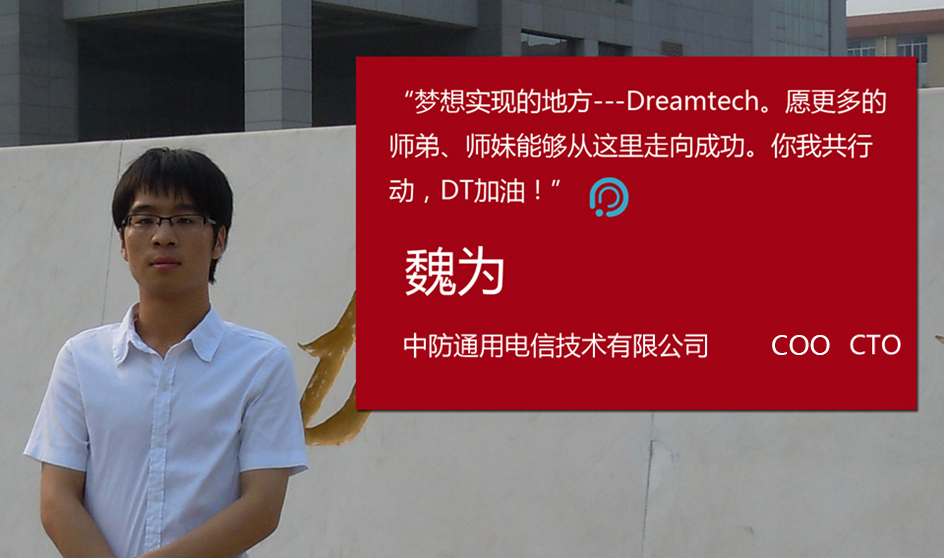 “梦想实现的地方---Dreamtech。愿更多的
师弟、师妹能够从这里走向成功。你我共行
动，DT加油！”
魏为
中防通用电信技术有限公司 COO CTO